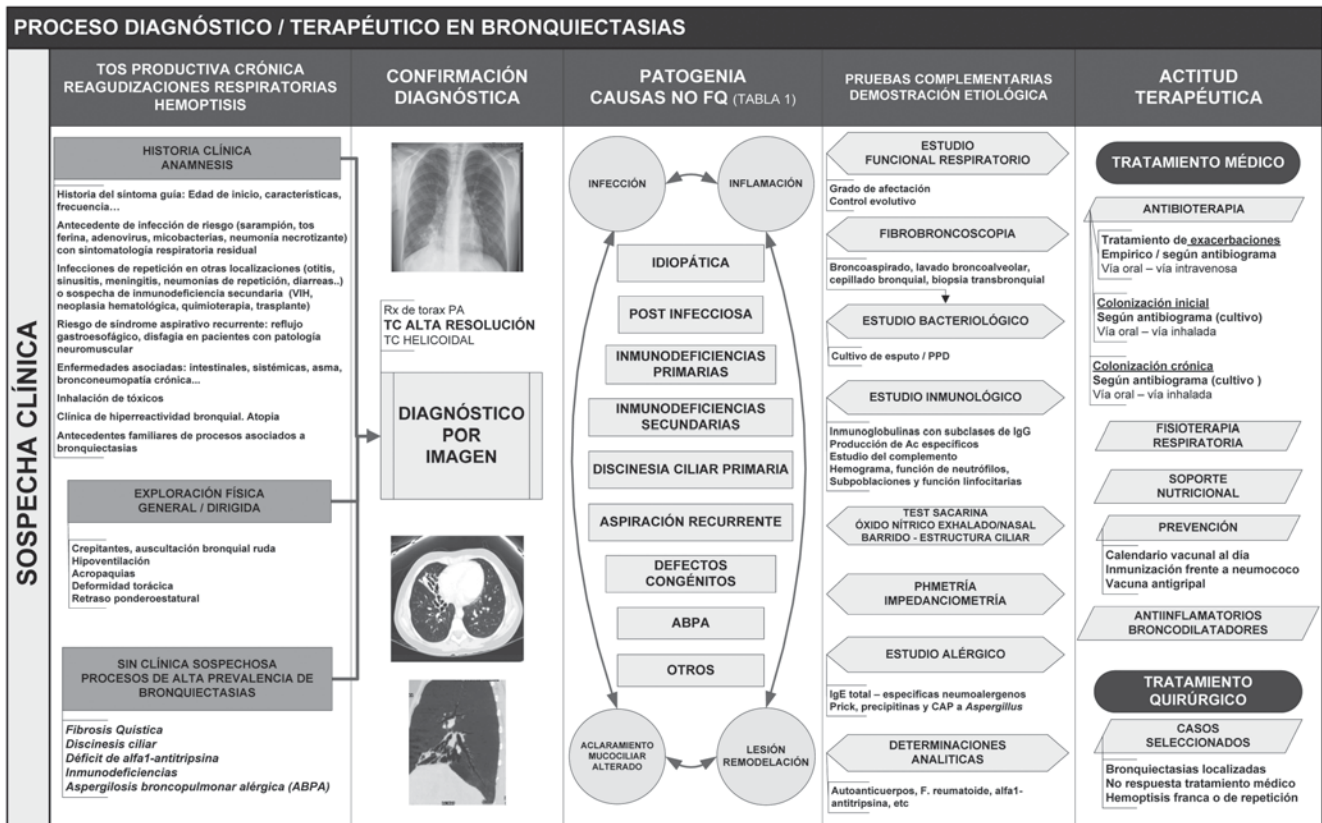 PROCESO DIAGNÓSTICO / TERAPÉUTICO EN BRONQUIECTASIAS
SOSPECHA CLÍNICA
TOS PRODUCTIVA CRÓNICA
REAGUDIZACIONES RESPIRATORIAS
HEMOPTISIS
HISTORIA CLÍNICA
ANAMNESIS
Historia del síntoma guía: Edad de inicio, características,
frecuencia…
Antecedente de infección de riesgo (sarampión, tos
ferina, adenovirus, micobacterias, neumonía necrotizante)
con sintomatología respiratoria residual
Infecciones de repetición en otras localizaciones (otitis,
sinusitis, meningitis, neumonías de repetición, diarreas..)
o sospecha de inmunodeficiencia secundaria (VIH,
neoplasia hematológica, quimioterapia, trasplante)
Riesgo de síndrome aspirativo recurrente: reflujo
gastroesofágico, disfagia en pacientes con patología
neuromuscular
Enfermedades asociadas: intestinales, sistémicas, asma,
bronconeumopatía crónica...
Inhalación de tóxicos
Clínica de hiperreactividad bronquial. Atopia
Antecedentes familiares de procesos asociados a
bronquiectasias
EXPLORACIÓN FÍSICA
GENERAL / DIRIGIDA
Crepitantes, auscultación bronquial ruda
Hipoventilación
Acropaquias
Deformidad torácica
Retraso ponderoestatural
SIN CLÍNICA SOSPECHOSA
PROCESOS DE ALTA PREVALENCIA DE
BRONQUIECTASIAS
Fibrosis Quística
Discinesis ciliar
Déficit de alfa1-antitripsina
Inmunodeficiencias
Aspergilosis broncopulmonar alérgica (ABPA)
CONFIRMACIÓN
DIAGNÓSTICA
Rx de torax PA
TC ALTA RESOLUCIÓN
TC HELICOIDAL
DIAGNÓSTICO
POR
IMAGEN
PATOGENIA
CAUSAS NO FQ (TABLA 1)
INFECCIÓN
INFLAMACIÓN
IDIOPÁTICA
POST INFECCIOSA
INMUNODEFICIENCIAS
PRIMARIAS
INMUNODEFICIENCIAS
SECUNDARIAS
DISCINESIA CILIAR PRIMARIA
ASPIRACIÓN RECURRENTE
DEFECTOS
CONGÉNITOS
ABPA
OTROS
ACLARAMIENTO
MUCOCILIAR
ALTERADO
LESIÓN
REMODELACIÓN
PRUEBAS COMPLEMENTARIAS
DEMOSTRACIÓN ETIOLÓGICA
ESTUDIO
FUNCIONAL RESPIRATORIO
Grado de afectación
Control evolutivo
FIBROBRONCOSCOPIA
Broncoaspirado, lavado broncoalveolar,
cepillado bronquial, biopsia transbronquial
ESTUDIO BACTERIOLÓGICO
Cultivo de esputo / PPD
ESTUDIO INMUNOLÓGICO
Inmunoglobulinas con subclases de IgG
Producción de Ac específicos
Estudio del complemento
Hemograma, función de neutrófilos,
Subpoblaciones y función linfocitarias
TEST SACARINA
ÓXIDO NÍTRICO EXHALADO/NASAL
BARRIDO - ESTRUCTURA CILIAR
PHMETRÍA
IMPEDANCIOMETRÍA
ESTUDIO ALÉRGICO
IgE total – especificas neumoalergenos
Prick, precipitinas y CAP a Aspergillus
DETERMINACIONES
ANALITICAS
Autoanticuerpos, F. reumatoide, alfa1-
antitripsina, etc
ACTITUD
TERAPÉUTICA
TRATAMIENTO MÉDICO
ANTIBIOTERAPIA
Tratamiento de exacerbaciones
Empírico / según antibiograma
Vía oral – vía intravenosa
Colonización inicial
Según antibiograma (cultivo)
Vía oral – vía inhalada
Colonización crónica
Según antibiograma (cultivo )
Vía oral – vía inhalada
FISIOTERAPIA
RESPIRATORIA
SOPORTE
NUTRICIONAL
PREVENCIÓN
Calendario vacunal al día
Inmunización frente a neumococo
Vacuna antigripal
ANTIINFLAMATORIOS
BRONCODILATADORES
TRATAMIENTO
QUIRÚRGICO
CASOS
SELECCIONADOS
Bronquiectasias localizadas
No respuesta tratamiento médico
Hemoptisis franca o de repetición